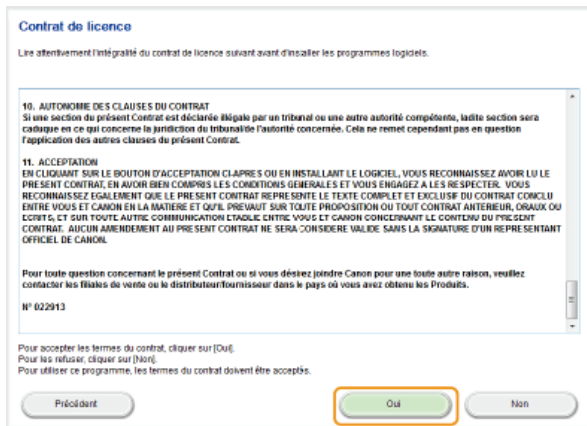 Contrat de licence
Lire attentivement l'intégralité du contrat de licence suivant avant d'installer les programmes logiciels.
10. AUTONOMIE DES CLAUSES DU CONTRAT
Si une section du présent Contrat est déclarée illégale par un tribunal ou une autre autorité compétente, ladite section sera
caduque en ce qui concerne la juridiction du tribunal/de l'autorité concernée. Cela ne remet cependant pas en question
l'application des autres clauses du présent Contrat.
11. ACCEPTATION
EN CLIQUANT SUR LE BOUTON D'ACCEPTATION CI-APRES OU EN INSTALLANT LE LOGICIEL, VOUS RECONNAISSEZ AVOIR LU LE
PRESENT CONTRAT, EN AVOIR BIEN COMPRIS LES CONDITIONS GENERALES ET VOUS ENGAGEZ A LES RESPECTER. VOUS
RECONNAISSEZ EGALEMENT QUE LE PRESENT CONTRAT REPRESENTE LE TEXTE COMPLET ET EXCLUSIF DU CONTRAT CONCLU
ENTRE VOUS ET CANON EN LA MATIERE ET QU'IL PREVAUT SUR TOUTE PROPOSITION OU TOUT CONTRAT ANTERIEUR, ORAUX OU
ECRITS, ET SUR TOUTE AUTRE COMMUNICATION ETABLIE ENTRE VOUS ET CANON CONCERNANT LE CONTENU DU PRESENT
CONTRAT. AUCUN AMENDEMENT AU PRESENT CONTRAT NE SERA CONSIDERE VALIDE SANS LA SIGNATURE D'UN REPRESENTANT
OFFICIEL DE CANON.
Pour toute question concernant le présent Contrat ou si vous désirez joindre Canon pour une toute autre raison, veuillez
contacter les filiales de vente ou le distributeur/fournisseur dans le pays où vous avez obtenu les Produits.
N° 022913
Pour accepter les termes du contrat, cliquer sur [Oui].
Pour les refuser, cliquer sur [Non].
Pour utiliser ce programme, les termes du contrat doivent être acceptés.
Précédent
Oui
Non